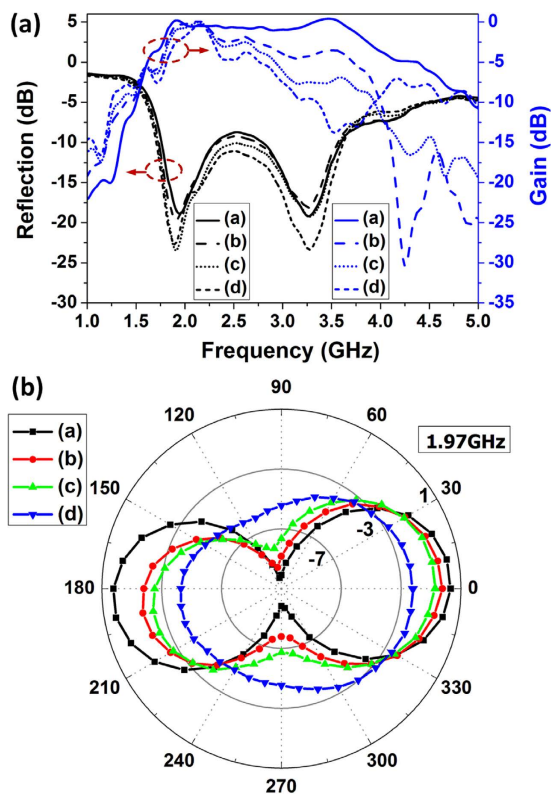 (a)
10
5
0
-5
-10
-15
-20
-25
-30
Reflection (dB)
0
-5
-10
-15
-20
-25
-30
-35
Gain (dB)
(a)
(b)
(c)
(d)
(a)
(b)
(c)
(d)
1.0 1.5 2.0 2.5 3.0 3.5 4.0 4.5 5.0
Frequency (GHz)
(b)
(a)
(b)
(c)
(d)
1.97GHz
90
120 60
150 30
1
-3
-7
180 0
210 330
240 300
270